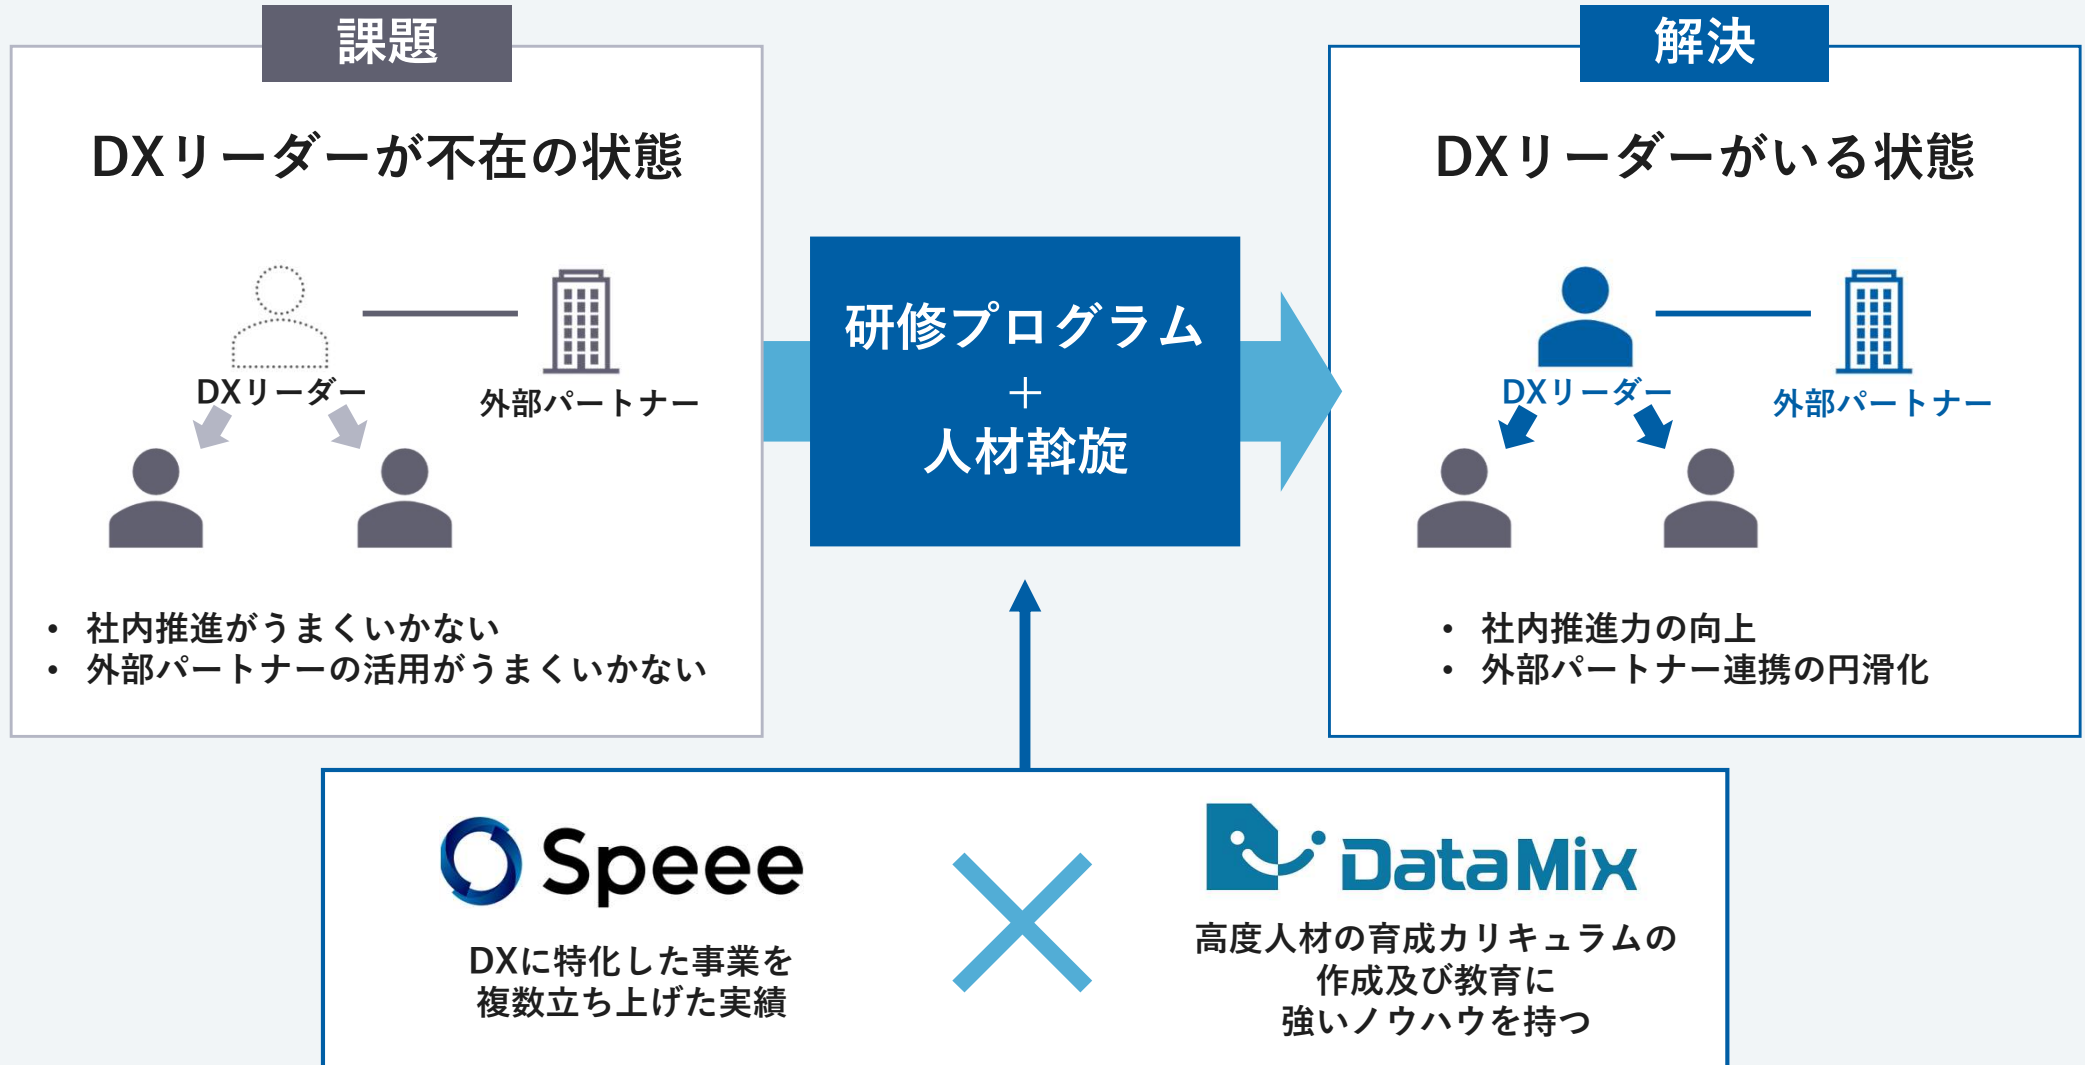 課題
DXリーダーが不在の状態
DXリーダー
外部パートナー
• 社内推進がうまくいかない
• 外部パートナーの活用がうまくいかない
研修プログラム
＋
人材斡旋
解決
DXリーダーがいる状態
DXリーダー
外部パートナー
• 社内推進力の向上
• 外部パートナー連携の円滑化
Speee
DXに特化した事業を
複数立ち上げた実績
DataMix
高度人材の育成カリキュラムの
作成及び教育に
強いノウハウを持つ